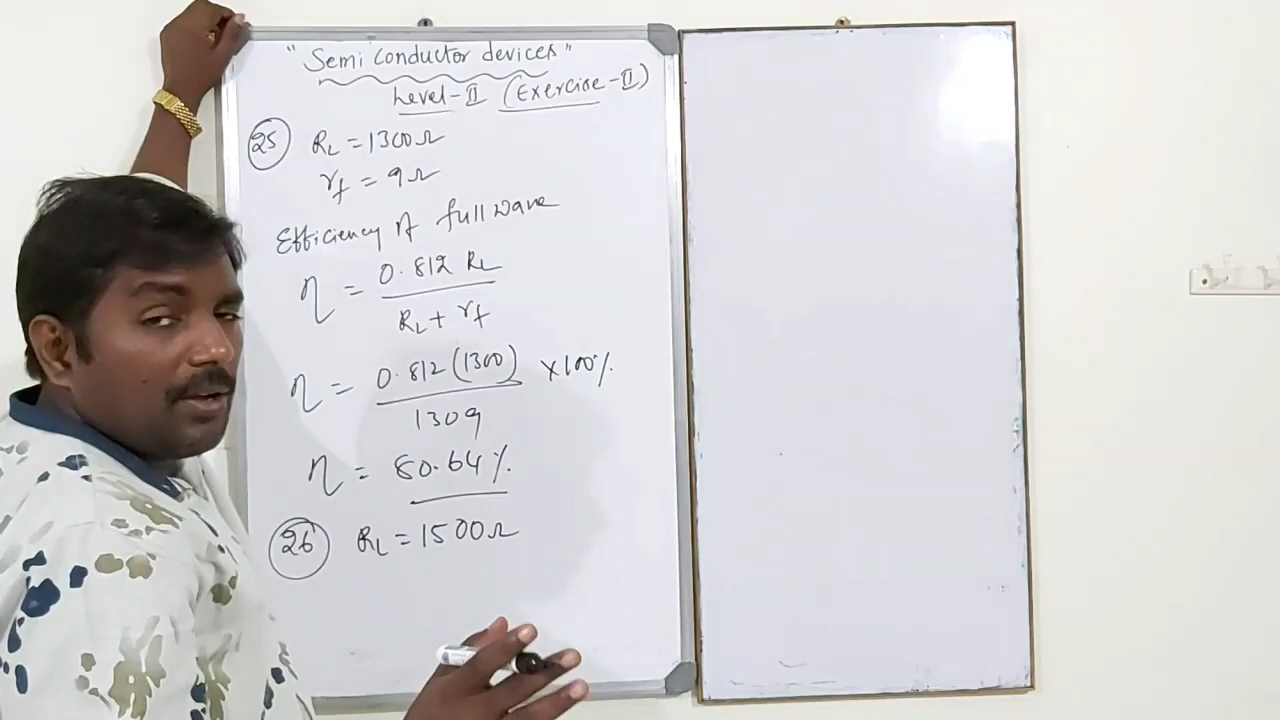 "Semi Conductor devices"
Level-II (Exercise-II)
25 RL = 1300Ω
rf = 9Ω
Efficiency of full wave
η = 0.812 RL / RL + rf
η = 0.812 (1300) / 1309 ×100%
η = 80.64%
26 RL = 1500Ω